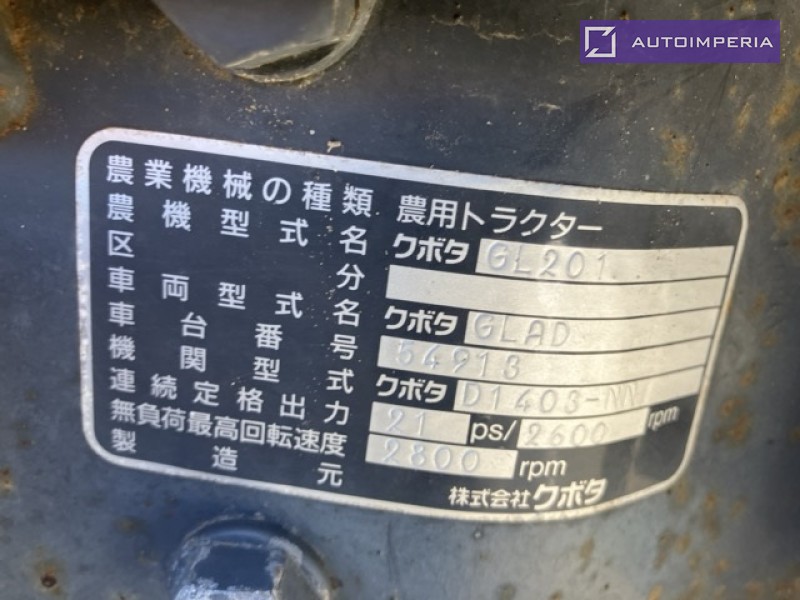 AUTOIMPERIA
農業機械の種類 農用トラクター
農機型式名 クボタ GL201
区分
車両型式名 クボタ GLAD
車台番号 54913
機関型式 クボタ D1403-NN
連続定格出力 21 ps/2600 rpm
無負荷最高回転速度 2800 rpm
製造元 株式会社クボタ